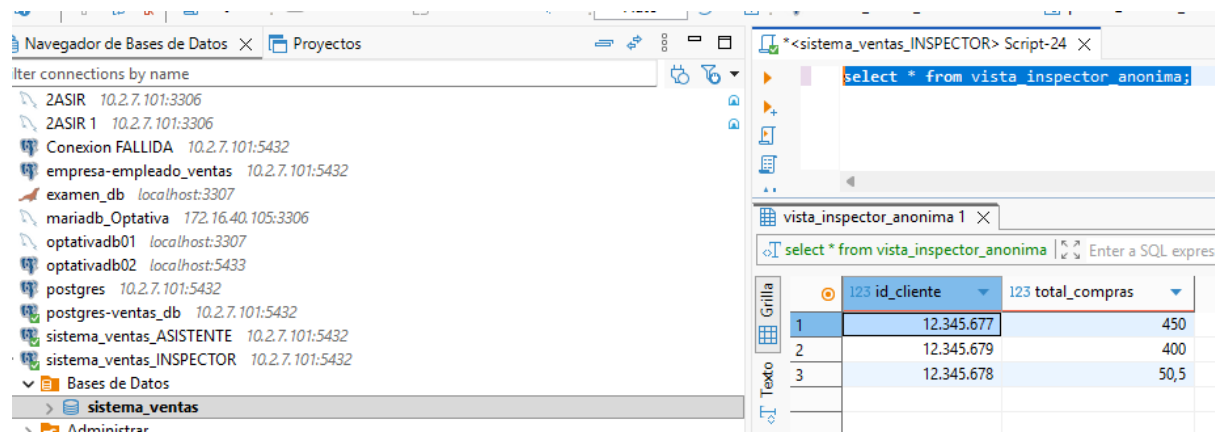 Navegador de Bases de Datos
Proyectos
lter connections by name
2ASIR 10.2.7.101:3306
2ASIR 1 10.2.7.101:3306
Conexion FALLIDA 10.2.7.101:5432
empresa-empleado_ventas 10.2.7.101:5432
examen_db localhost:3307
mariadb_Optativa 172.16.40.105:3306
optativadb01 localhost:3307
optativadb02 localhost:5433
postgres 10.2.7.101:5432
postgres-ventas_db 10.2.7.101:5432
sistema_ventas_ASISTENTE 10.2.7.101:5432
sistema_ventas_INSPECTOR 10.2.7.101:5432
Bases de Datos
sistema_ventas
Administrar
*<sistema_ventas_INSPECTOR> Script-24
select * from vista_inspector_anonima;
vista_inspector_anonima 1
select * from vista_inspector_anonima
Enter a SQL expres
Grilla
Texto
123 id_cliente 123 total_compras
1 12.345.677 450
2 12.345.679 400
3 12.345.678 50,5